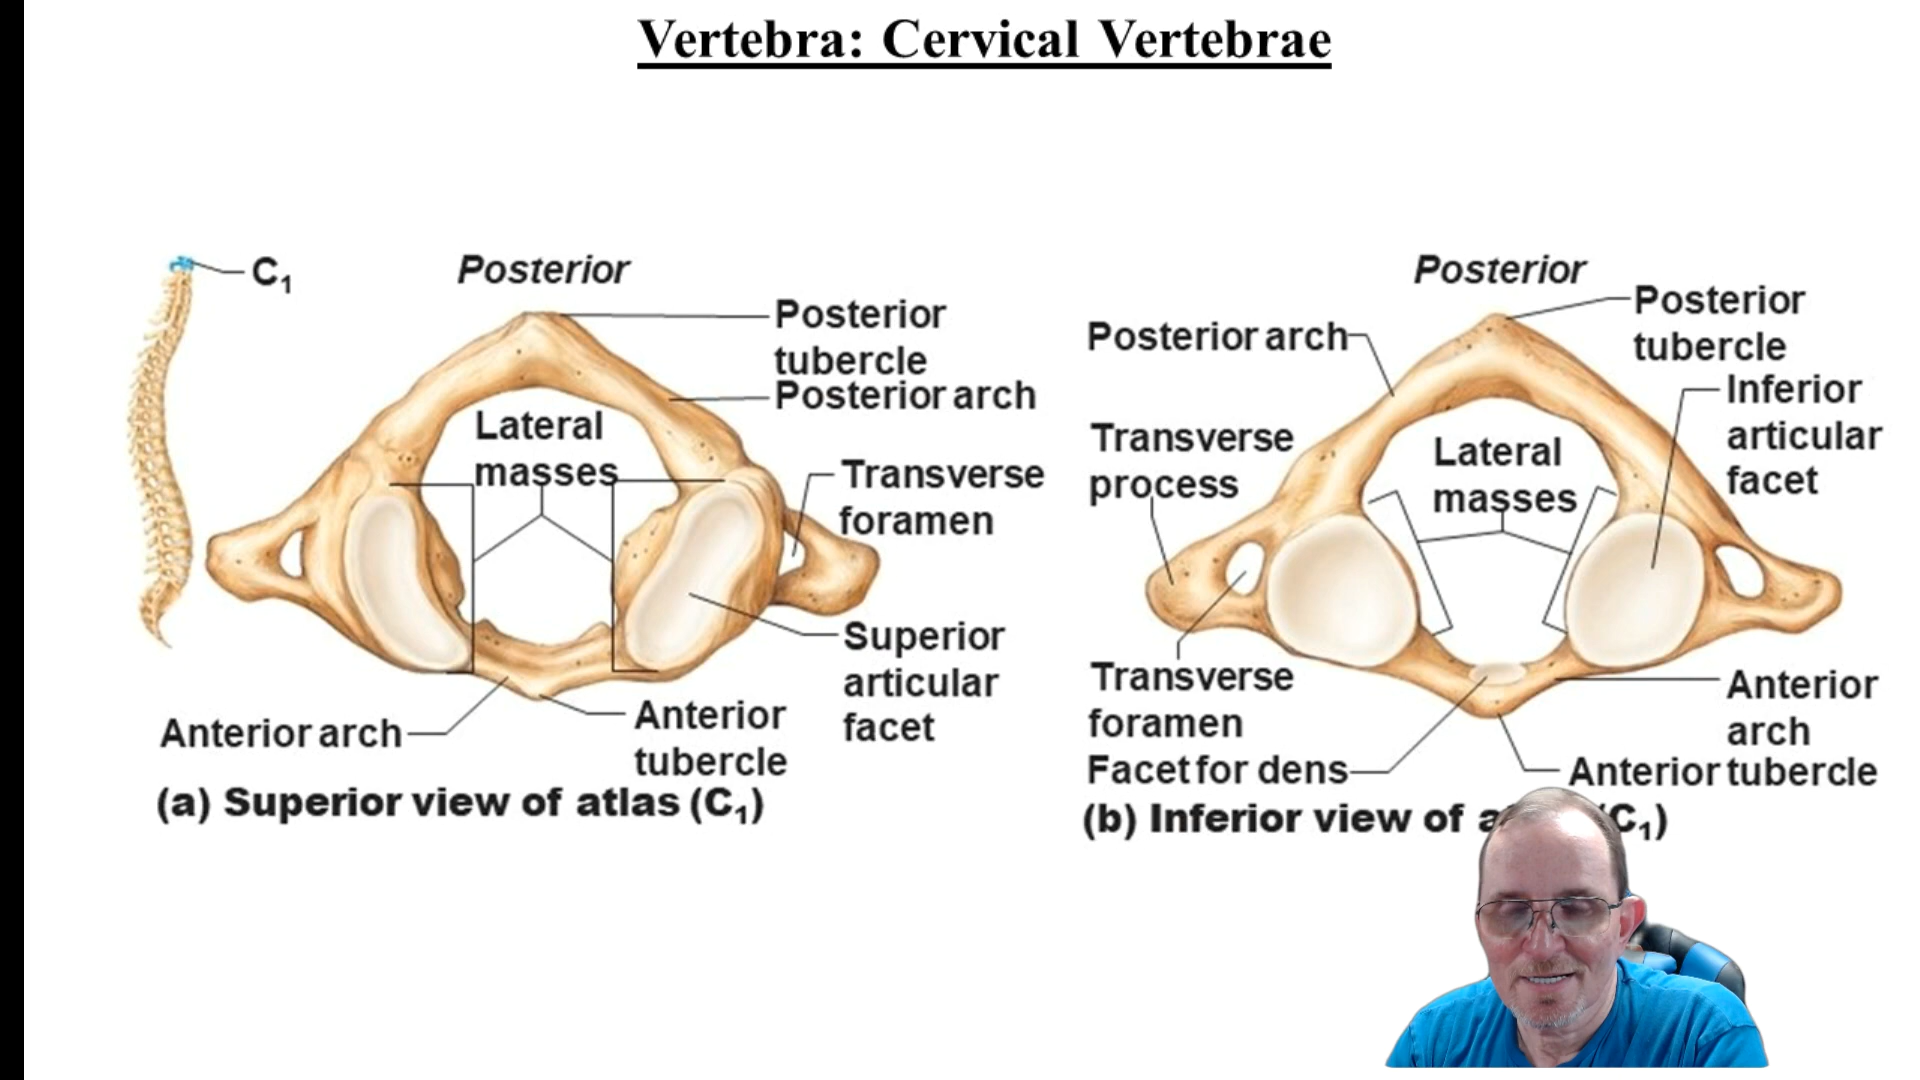 Vertebra: Cervical Vertebrae
C1
Posterior
Posterior
tubercle
Posterior arch
Lateral
masses
Transverse
foramen
Superior
articular
facet
Anterior arch
Anterior
tubercle
(a) Superior view of atlas (C1)
Posterior
Posterior
tubercle
Posterior arch
Inferior
articular
facet
Transverse
process
Lateral
masses
Transverse
foramen
Anterior
arch
Facet for dens
Anterior tubercle
(b) Inferior view of (C1)